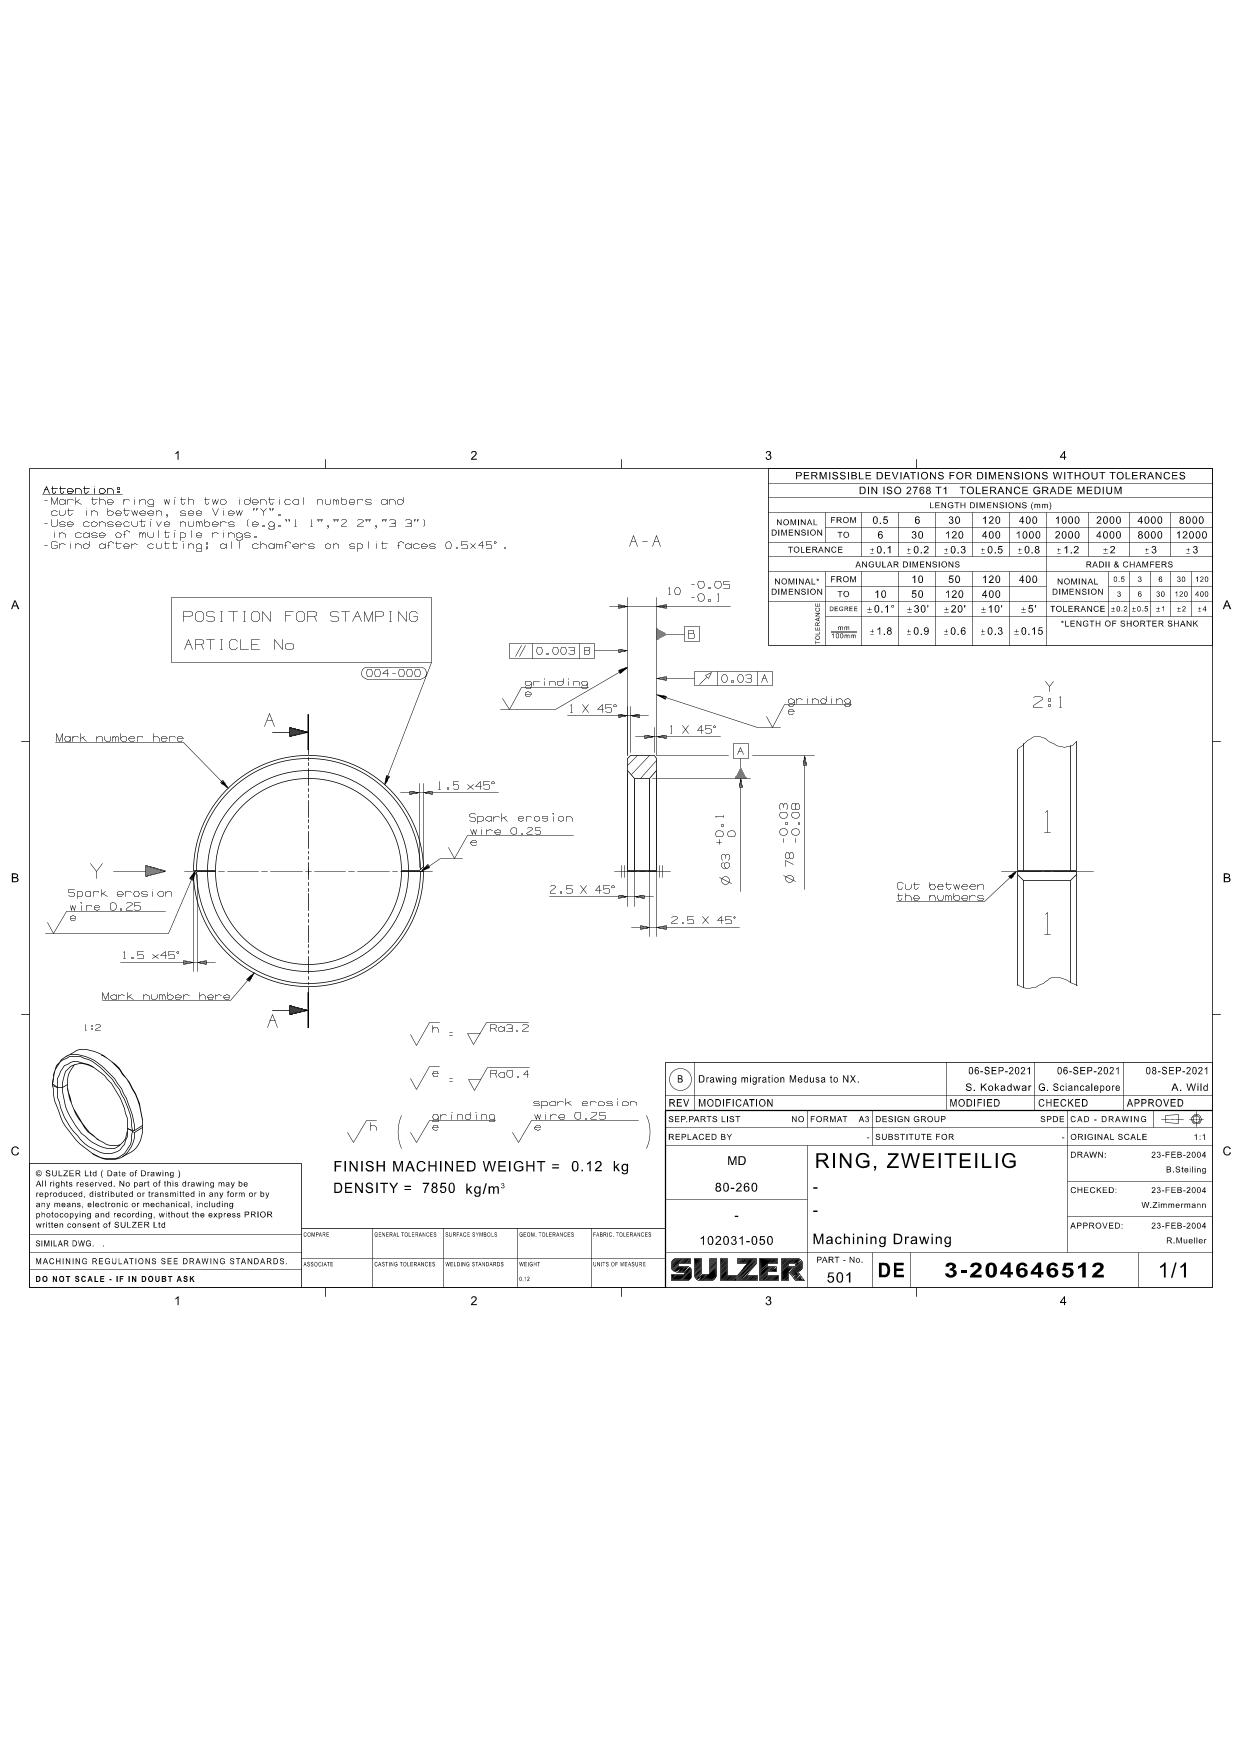 1 2 3 4
Attention:
-Mark the ring with two identical numbers and
cut in between, see View "Y".
-Use consecutive numbers (e.g."1 1","2 2","3 3")
in case of multiple rings.
-Grind after cutting; all chamfers on split faces 0.5x45°.
PERMISSIBLE DEVIATIONS FOR DIMENSIONS WITHOUT TOLERANCES
DIN ISO 2768 T1 TOLERANCE GRADE MEDIUM
LENGTH DIMENSIONS (mm)
NOMINAL DIMENSION FROM 0.5 6 30 120 400 1000 2000 4000 8000
TO 6 30 120 400 1000 2000 4000 8000 12000
TOLERANCE ±0.1 ±0.2 ±0.3 ±0.5 ±0.8 ±1.2 ±2 ±3 ±3
ANGULAR DIMENSIONS RADII & CHAMFERS
NOMINAL* DIMENSION FROM 10 50 120 400 NOMINAL DIMENSION 0.5 3 6 30 120
TO 10 50 120 400 3 6 30 120 400
TOLERANCE DEGREE ±0.1° ±30' ±20' ±10' ±5' TOLERANCE ±0.2 ±0.5 ±1 ±2 ±4
mm
100mm ±1.8 ±0.9 ±0.6 ±0.3 ±0.15 *LENGTH OF SHORTER SHANK
A A
POSITION FOR STAMPING
ARTICLE No
004-000
A
Mark number here
1.5 x45°
Spark erosion
wire 0.25
e
Y
B B
Spark erosion
wire 0.25
e
1.5 x45°
Mark number here
A
A-A
10 -0.05
-0.1
B
// 0.003 B
0.03 A
grinding
e
grinding
e
1 X 45°
1 X 45°
A
Ø 63 +0.1
0
Ø 78 -0.03
-0.08
2.5 X 45°
2.5 X 45°
Y
2:1
1
Cut between
the numbers
1
1:2
h = Ra3.2
e = Ra0.4
h ( grinding
e
spark erosion
wire 0.25
e )
C C
FINISH MACHINED WEIGHT = 0.12 kg
DENSITY = 7850 kg/m³
© SULZER Ltd ( Date of Drawing )
All rights reserved. No part of this drawing may be
reproduced, distributed or transmitted in any form or by
any means, electronic or mechanical, including
photocopying and recording, without the express PRIOR
written consent of SULZER Ltd
SIMILAR DWG. .
MACHINING REGULATIONS SEE DRAWING STANDARDS.
DO NOT SCALE - IF IN DOUBT ASK
COMPARE GENERAL TOLERANCES SURFACE SYMBOLS GEOM. TOLERANCES FABRIC. TOLERANCES
ASSOCIATE CASTING TOLERANCES WELDING STANDARDS WEIGHT UNITS OF MEASURE
0.12
B Drawing migration Medusa to NX. 06-SEP-2021 06-SEP-2021 08-SEP-2021
S. Kokadwar G. Sciancalepore A. Wild
REV MODIFICATION MODIFIED CHECKED APPROVED
SEP.PARTS LIST NO FORMAT A3 DESIGN GROUP SPDE CAD - DRAWING
REPLACED BY - SUBSTITUTE FOR - ORIGINAL SCALE 1:1
MD
80-260
-
102031-050
RING, ZWEITEILIG
-
-
Machining Drawing
DRAWN: 23-FEB-2004
B.Steiling
CHECKED: 23-FEB-2004
W.Zimmermann
APPROVED: 23-FEB-2004
R.Mueller
SULZER PART - No.
501 DE 3-204646512 1/1
1 2 3 4